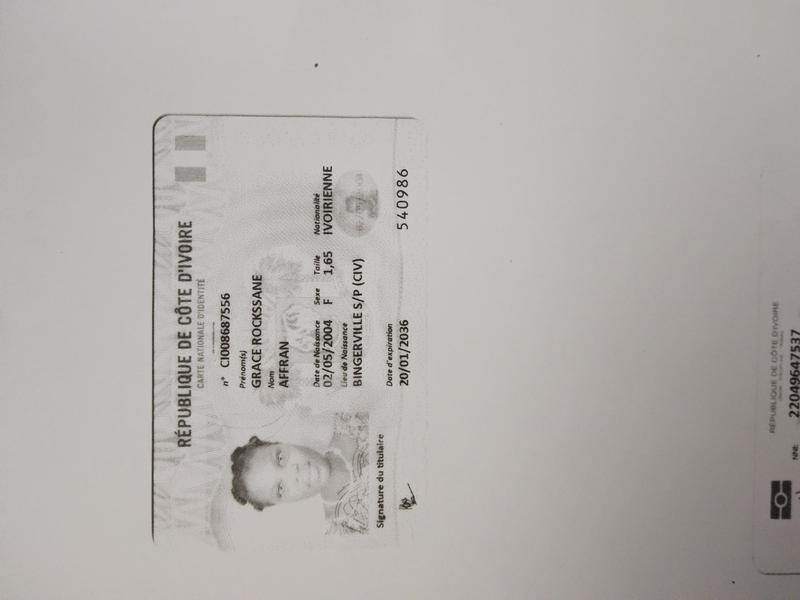 RÉPUBLIQUE DE CÔTE D'IVOIRE
CARTE NATIONALE D'IDENTITÉ
n° CI008687556
Prénom(s)
GRACE ROCKSSANE
Nom
AFFRAN
Date de Naissance Sexe Taille Nationalité
02/05/2004 F 1,65 IVOIRIENNE
Lieu de Naissance
BINGERVILLE S/P (CIV)
Date d'expiration
20/01/2036
540986
Signature du titulaire
RÉPUBLIQUE DE CÔTE D'IVOIRE
NNI:
22049647537